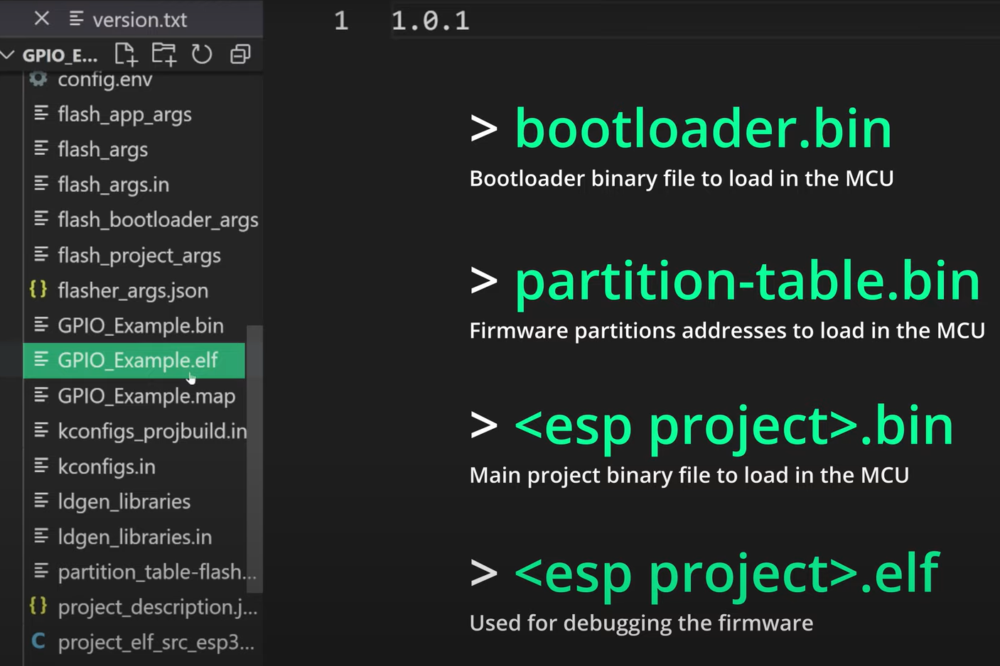 version.txt
1 1.0.1
GPIO_E...
config.env
flash_app_args
flash_args
flash_args.in
flash_bootloader_args
flash_project_args
{} flasher_args.json
GPIO_Example.bin
GPIO_Example.elf
GPIO_Example.map
kconfigs_projbuild.in
kconfigs.in
ldgen_libraries
ldgen_libraries.in
partition_table-flash...
{} project_description.j...
C project_elf_src_esp3...
> bootloader.bin
Bootloader binary file to load in the MCU
> partition-table.bin
Firmware partitions addresses to load in the MCU
> <esp project>.bin
Main project binary file to load in the MCU
> <esp project>.elf
Used for debugging the firmware